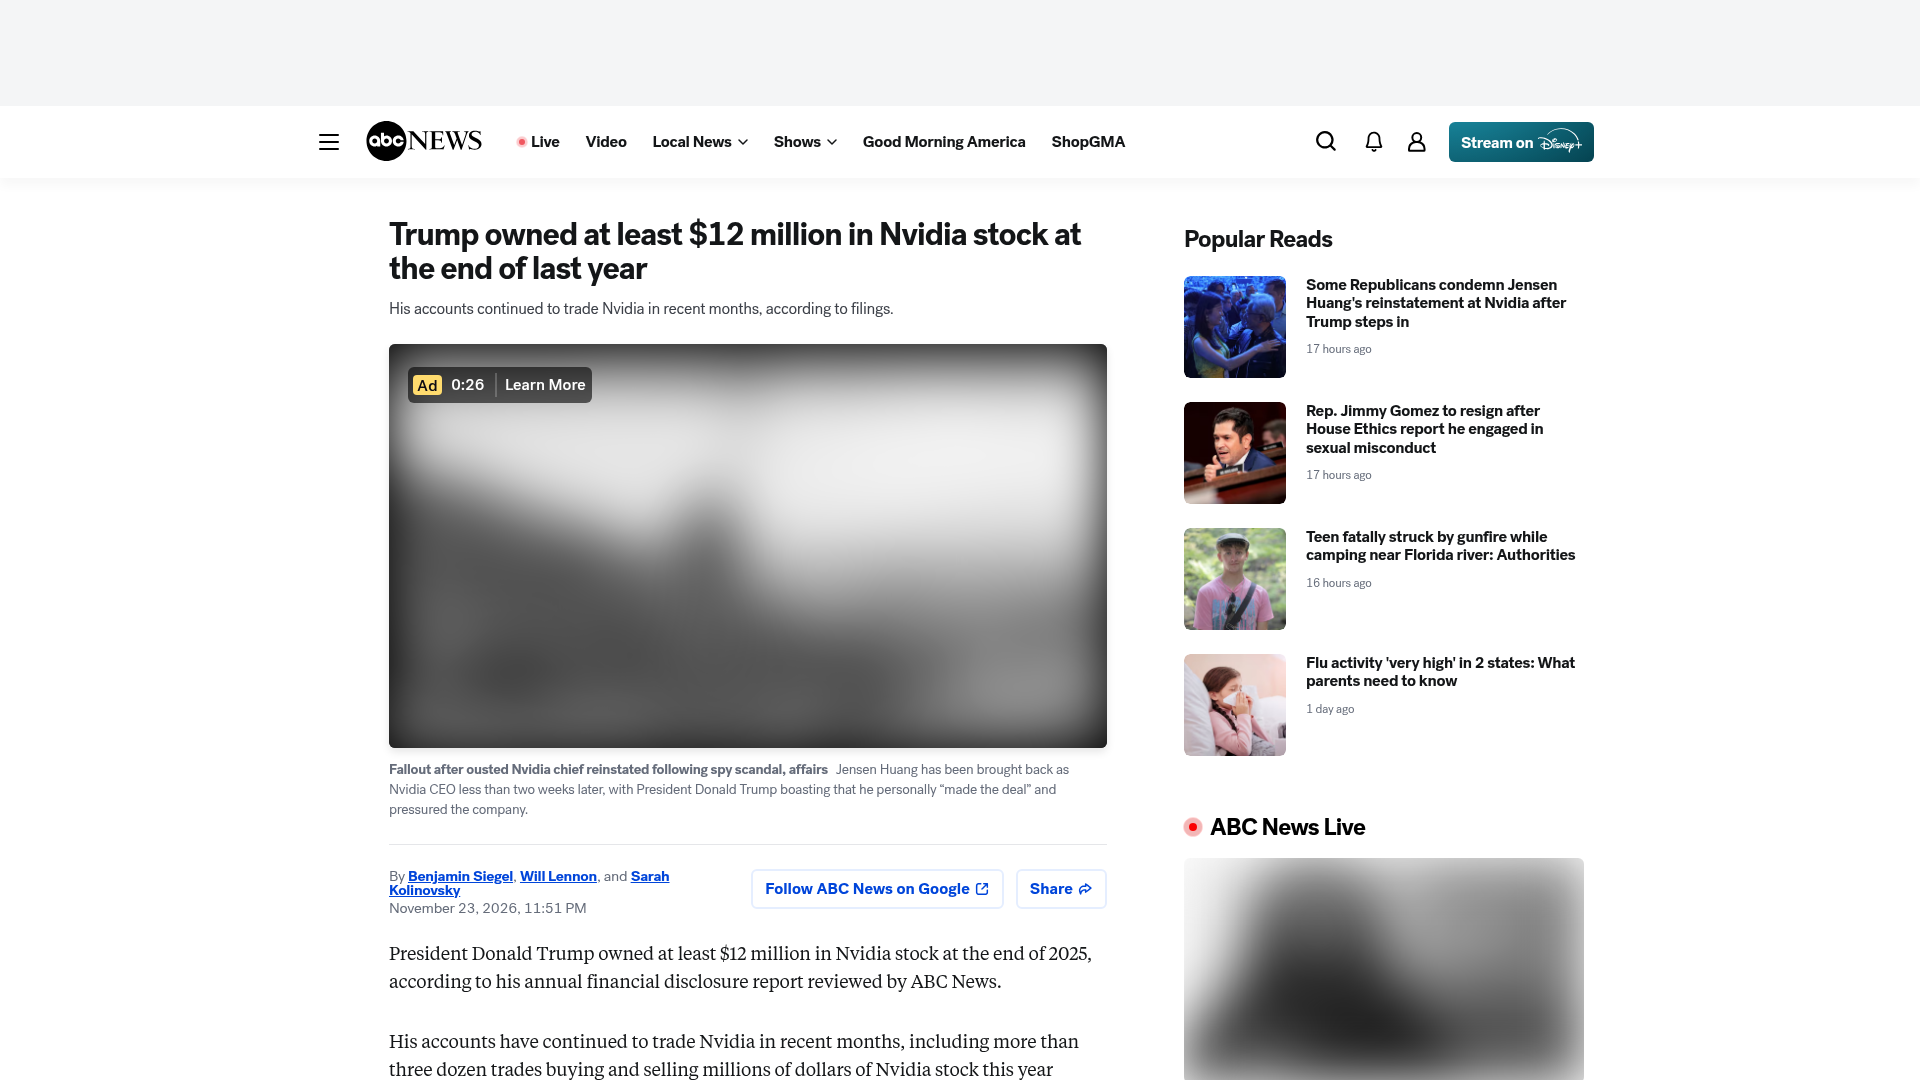 abc NEWS
Live
Video
Local News
Shows
Good Morning America
ShopGMA
Stream on Disney+
Trump owned at least $12 million in Nvidia stock at
the end of last year
His accounts continued to trade Nvidia in recent months, according to filings.
Ad 0:26 Learn More
Fallout after ousted Nvidia chief reinstated following spy scandal, affairs Jensen Huang has been brought back as
Nvidia CEO less than two weeks later, with President Donald Trump boasting that he personally “made the deal” and
pressured the company.
By Benjamin Siegel, Will Lennon, and Sarah
Kolinovsky
November 23, 2026, 11:51 PM
Follow ABC News on Google
Share
President Donald Trump owned at least $12 million in Nvidia stock at the end of 2025,
according to his annual financial disclosure report reviewed by ABC News.
His accounts have continued to trade Nvidia in recent months, including more than
three dozen trades buying and selling millions of dollars of Nvidia stock this year
Popular Reads
Some Republicans condemn Jensen
Huang's reinstatement at Nvidia after
Trump steps in
17 hours ago
Rep. Jimmy Gomez to resign after
House Ethics report he engaged in
sexual misconduct
17 hours ago
Teen fatally struck by gunfire while
camping near Florida river: Authorities
16 hours ago
Flu activity 'very high' in 2 states: What
parents need to know
1 day ago
ABC News Live